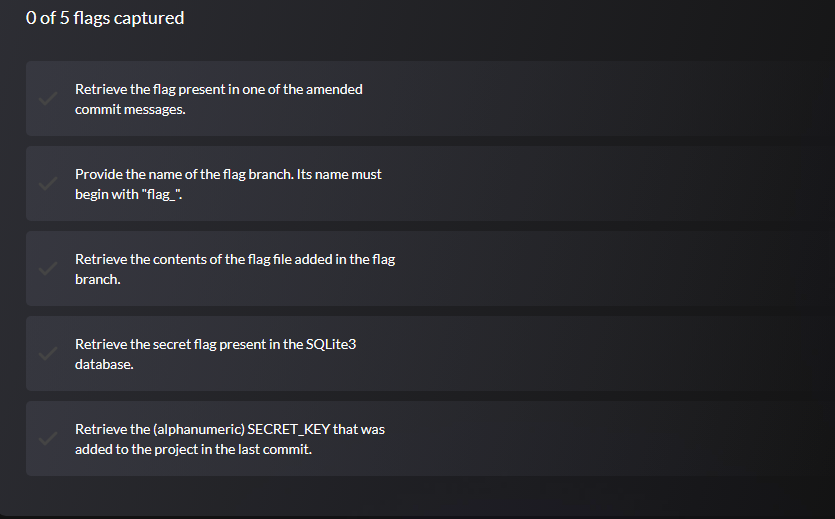 0 of 5 flags captured
Retrieve the flag present in one of the amended
commit messages.
Provide the name of the flag branch. Its name must
begin with "flag_".
Retrieve the contents of the flag file added in the flag
branch.
Retrieve the secret flag present in the SQLite3
database.
Retrieve the (alphanumeric) SECRET_KEY that was
added to the project in the last commit.